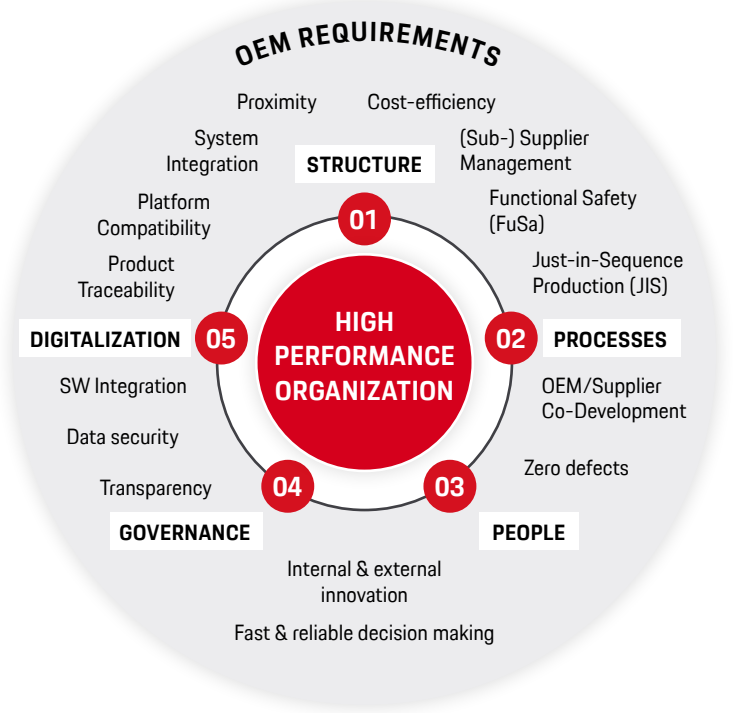 OEM REQUIREMENTS
Proximity
Cost-efficiency
System
Integration
STRUCTURE
(Sub-) Supplier
Management
Platform
Compatibility
01
Functional Safety
(FuSa)
Product
Traceability
Just-in-Sequence
Production (JIS)
DIGITALIZATION
05
HIGH
PERFORMANCE
ORGANIZATION
02
PROCESSES
SW Integration
OEM/Supplier
Co-Development
Data security
Zero defects
Transparency
04
03
GOVERNANCE
PEOPLE
Internal & external
innovation
Fast & reliable decision making